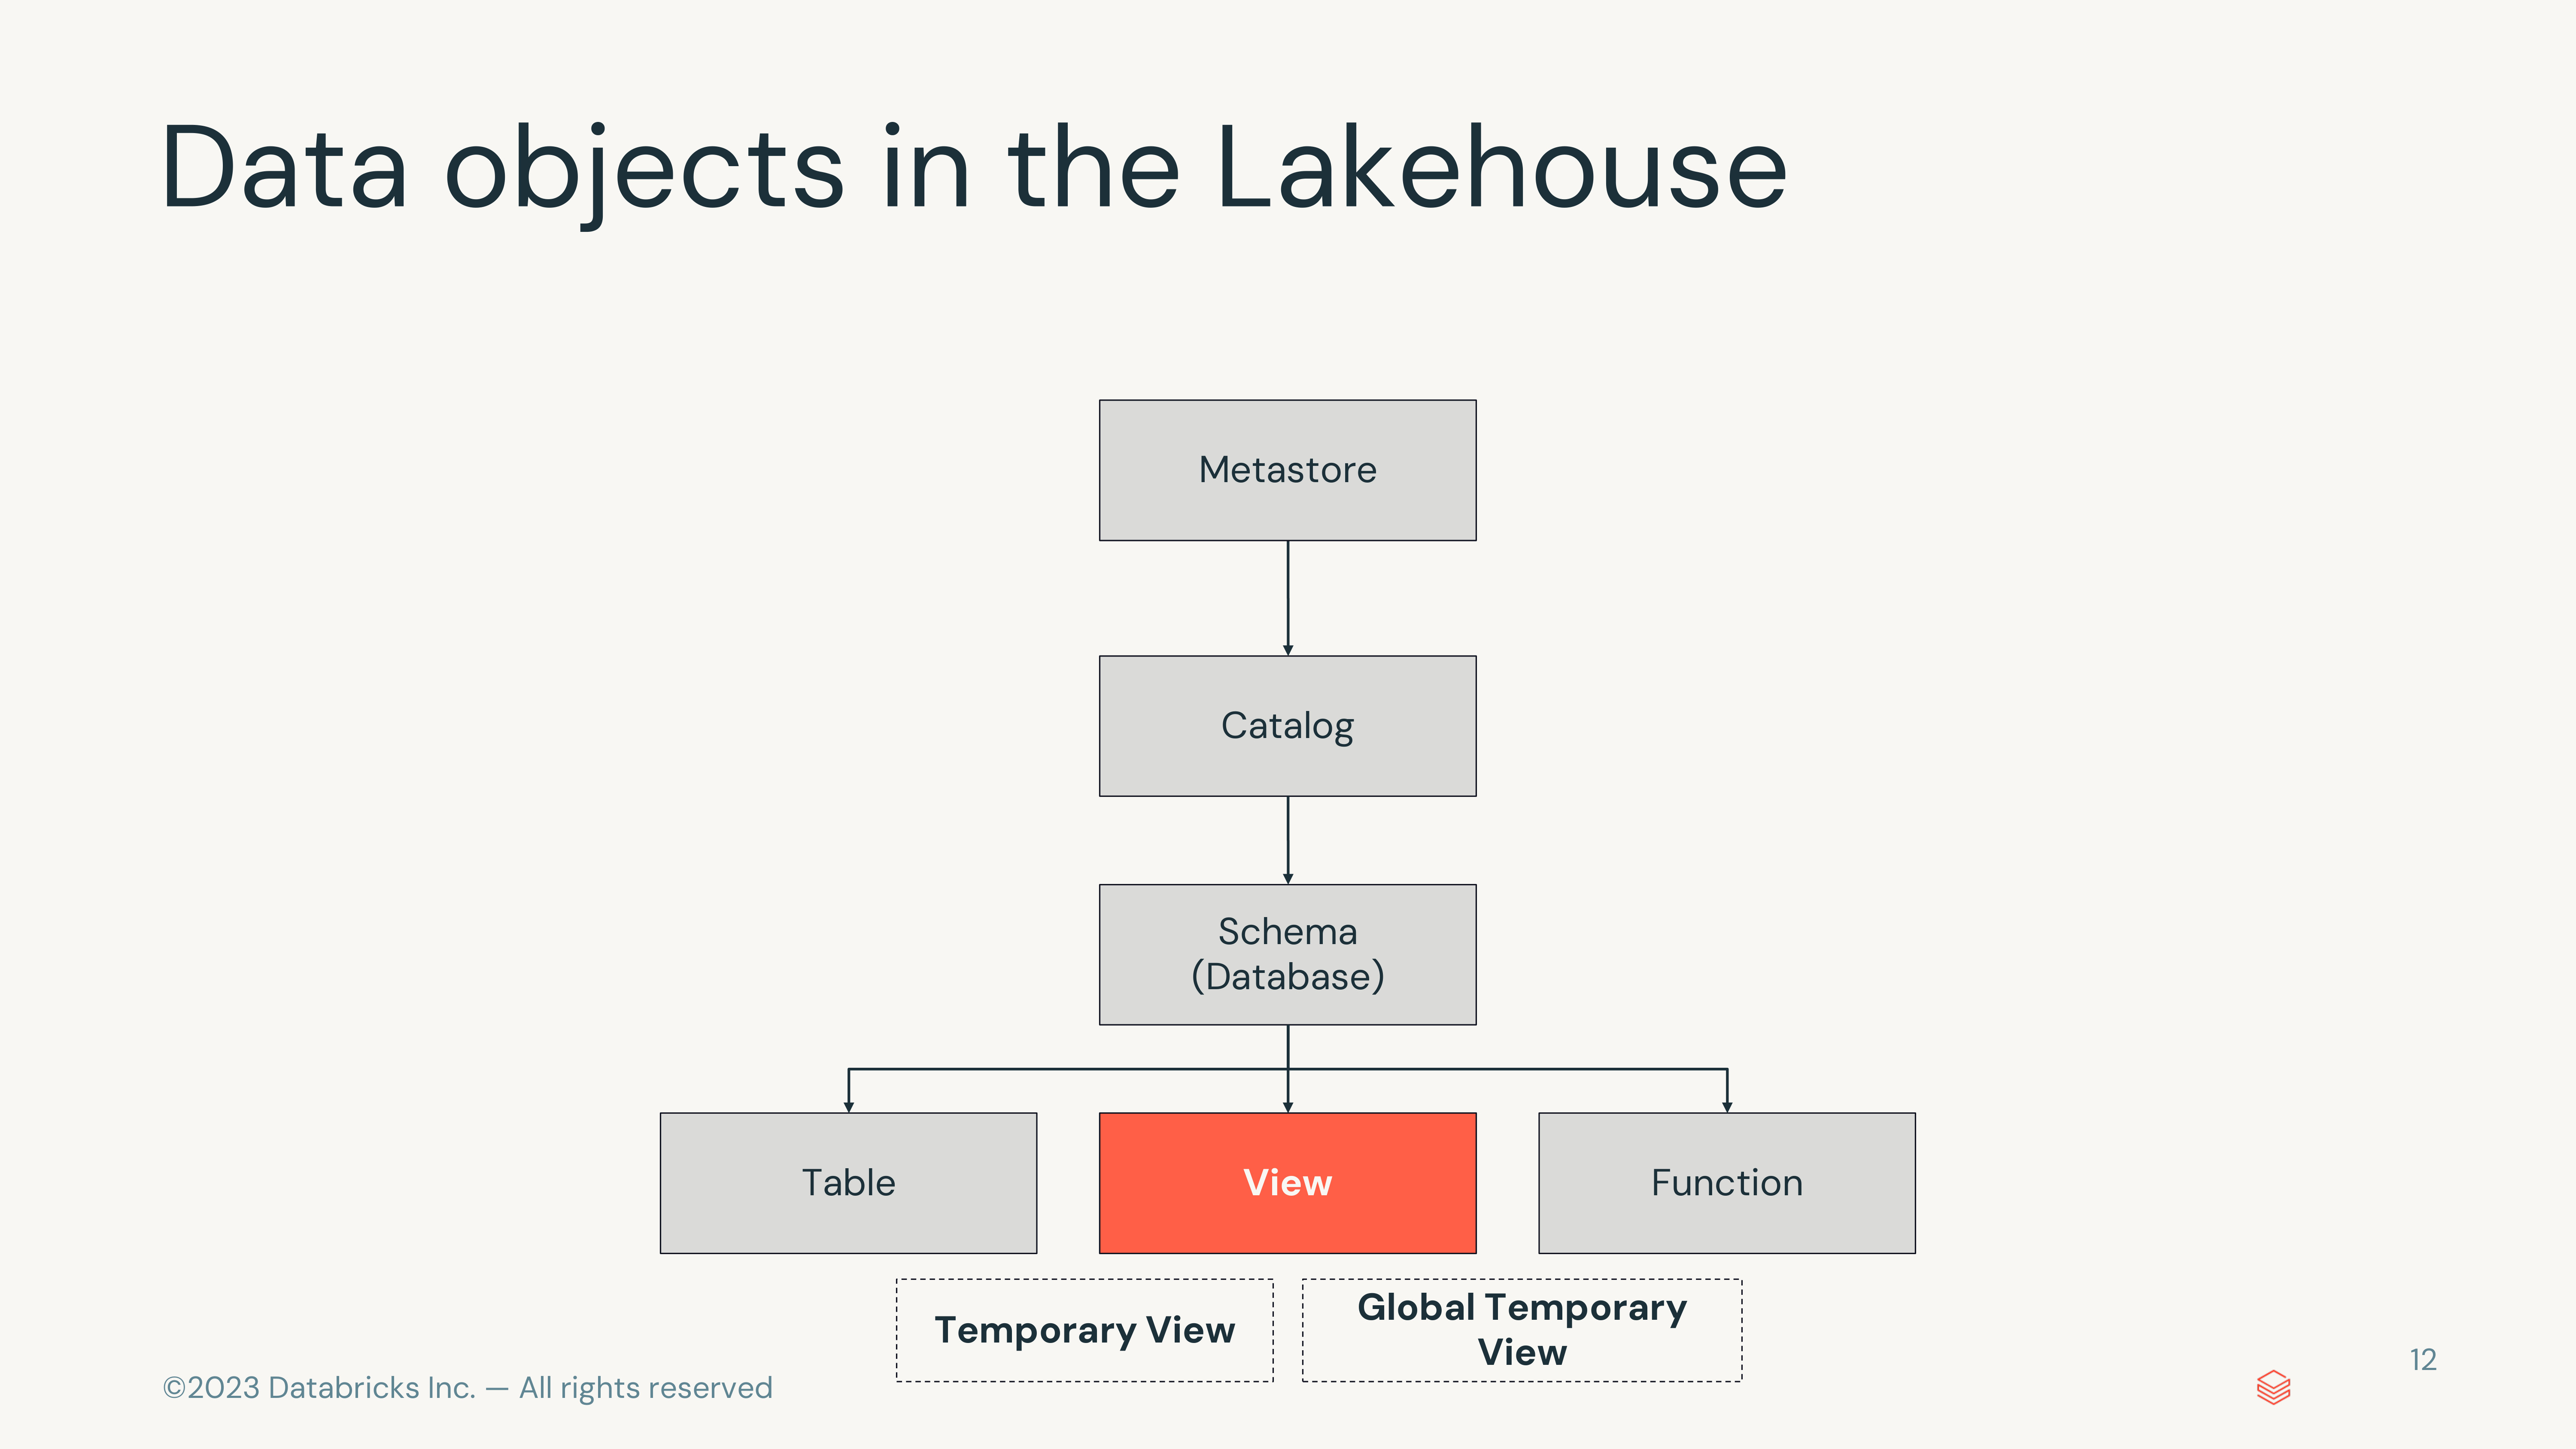 Data objects in the Lakehouse
Metastore
Catalog
Schema
(Database)
Table
View
Function
Temporary View
Global Temporary
View
©2023 Databricks Inc. — All rights reserved
12